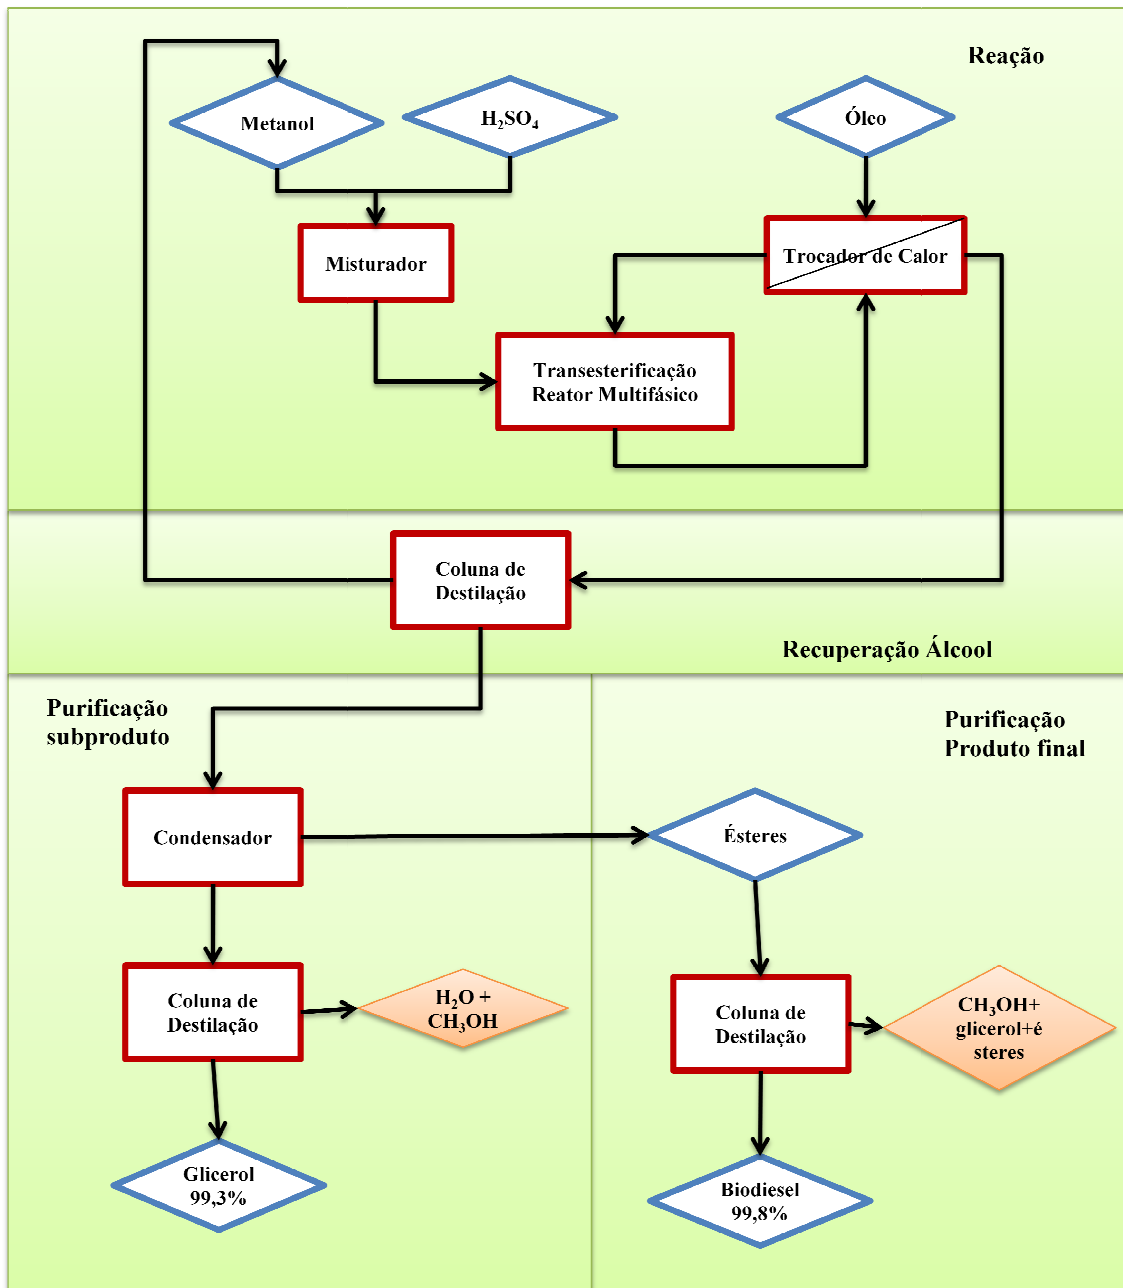 Reação
Metanol
H₂SO₄
Óleo
Misturador
Trocador de Calor
Transesterificação
Reator Multifásico
Coluna de
Destilação
Recuperação Álcool
Purificação
subproduto
Purificação
Produto final
Condensador
Ésteres
Coluna de
Destilação
H₂O +
CH₃OH
Coluna de
Destilação
CH₃OH+
glicerol+é
steres
Glicerol
99,3%
Biodiesel
99,8%